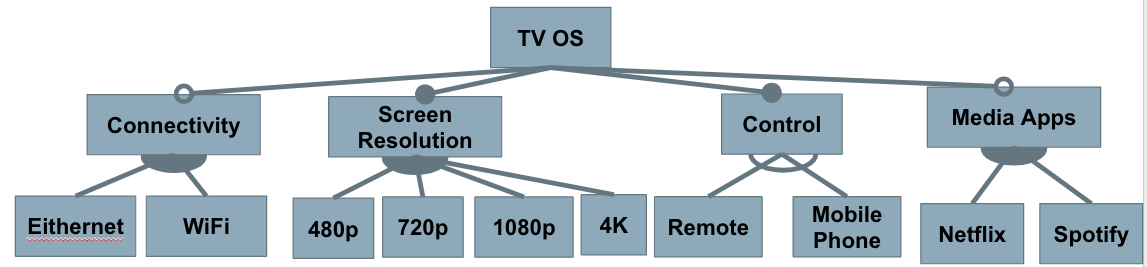 TV OS
Connectivity
Screen
Resolution
Control
Media Apps
Eithernet
WiFi
480p
720p
1080p
4K
Remote
Mobile
Phone
Netflix
Spotify